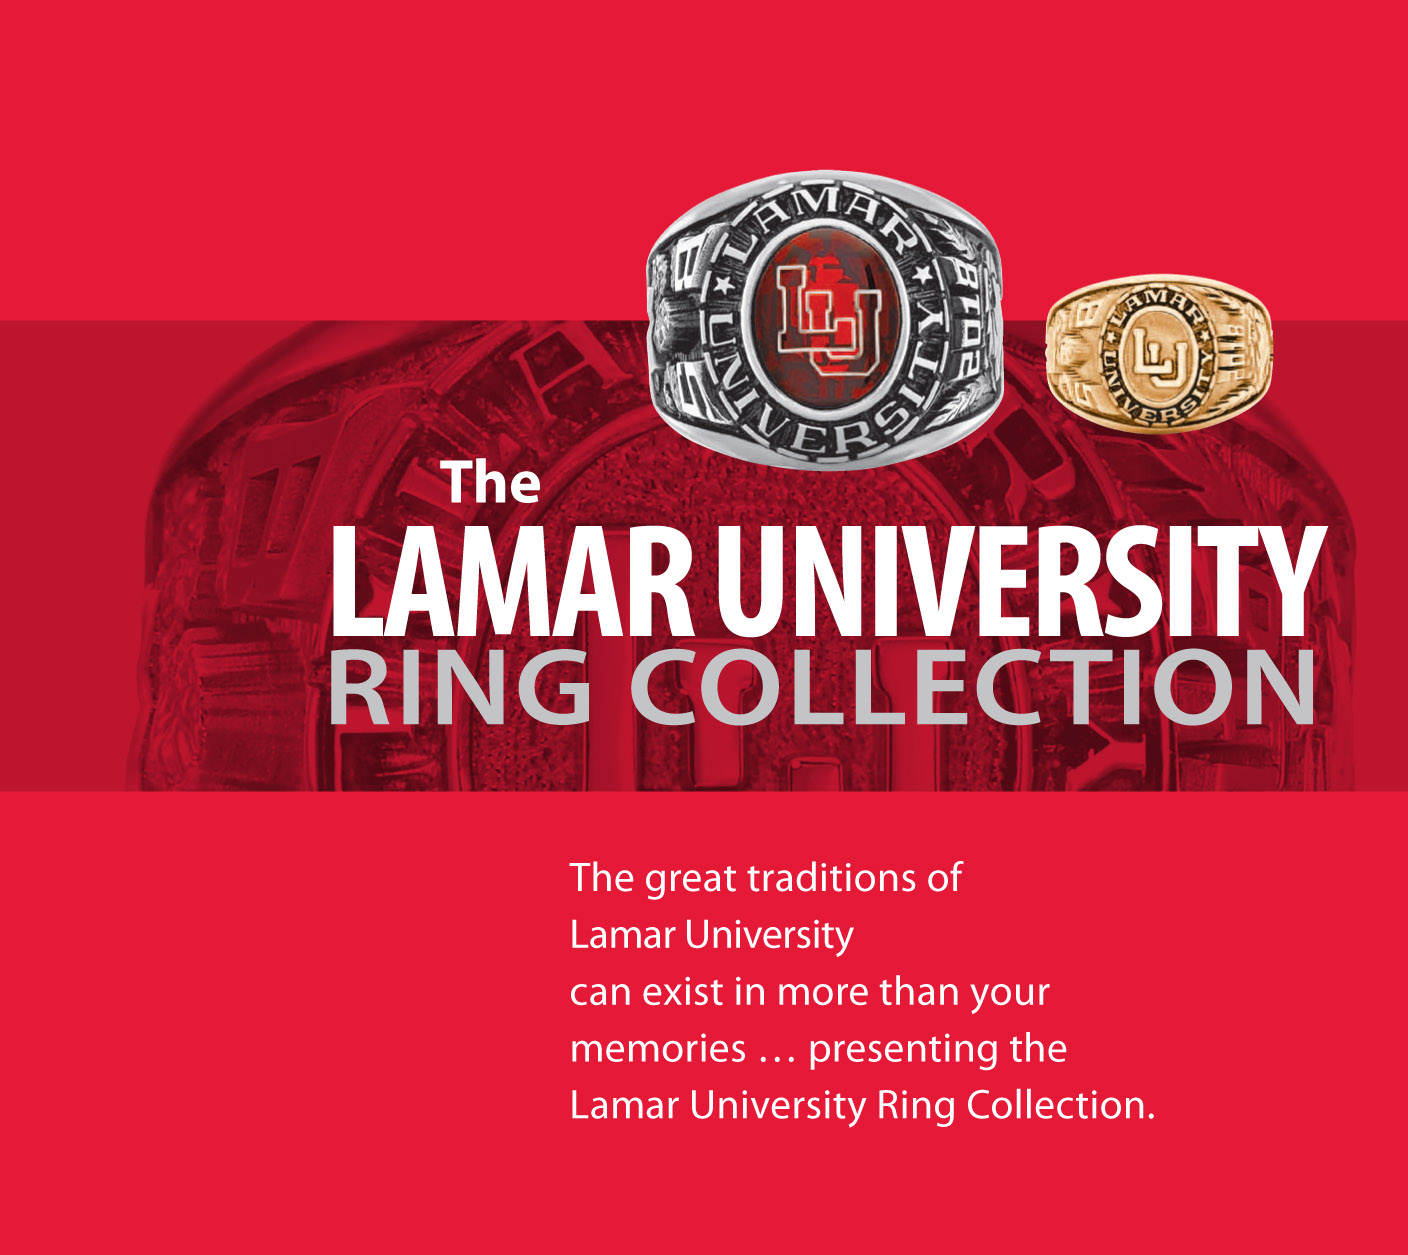 LAMAR
UNIVERSITY
LU
B
S
2018
LAMAR
UNIVERSITY
LU
B
S
The
LAMAR UNIVERSITY
RING COLLECTION
The great traditions of
Lamar University
can exist in more than your
memories … presenting the
Lamar University Ring Collection.